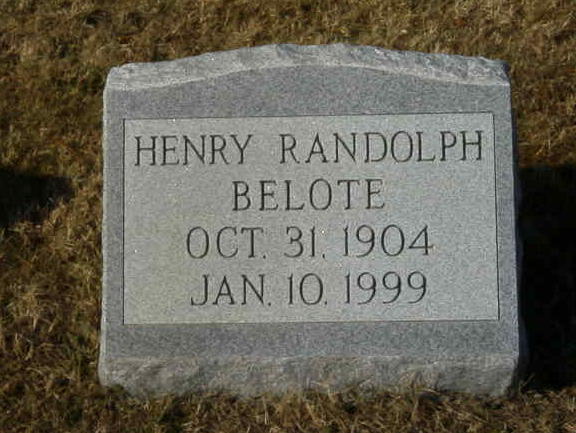 HENRY RANDOLPH
BELOTE
OCT. 31, 1904
JAN. 10, 1999